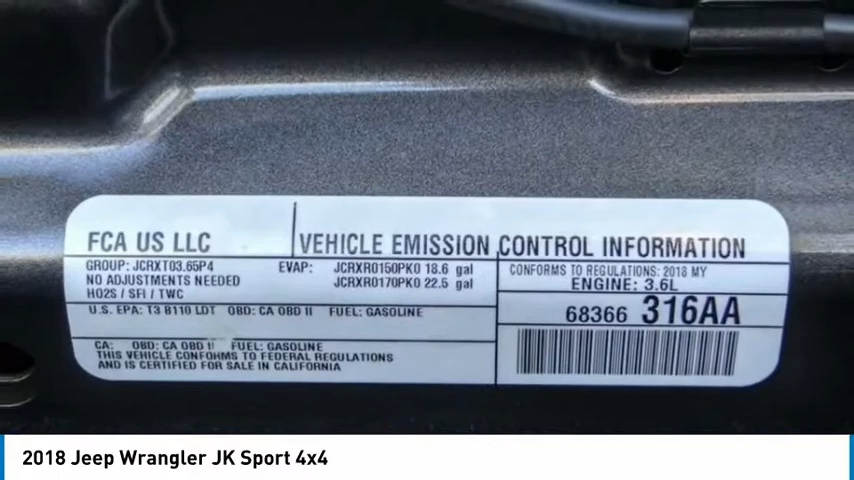 FCA US LLC
VEHICLE EMISSION CONTROL INFORMATION
GROUP: JCRXT03.65P4
NO ADJUSTMENTS NEEDED
HO2S / SFI / TWC
EVAP: JCRXR0150PK0 18.6 gal
JCRXR0170PK0 22.5 gal
CONFORMS TO REGULATIONS: 2018 MY
ENGINE: 3.6L
U.S. EPA: T3 B110 LDT OBD: CA OBD II FUEL: GASOLINE
68366 316AA
CA: OBD: CA OBD II FUEL: GASOLINE
THIS VEHICLE CONFORMS TO FEDERAL REGULATIONS
AND IS CERTIFIED FOR SALE IN CALIFORNIA.
2018 Jeep Wrangler JK Sport 4x4